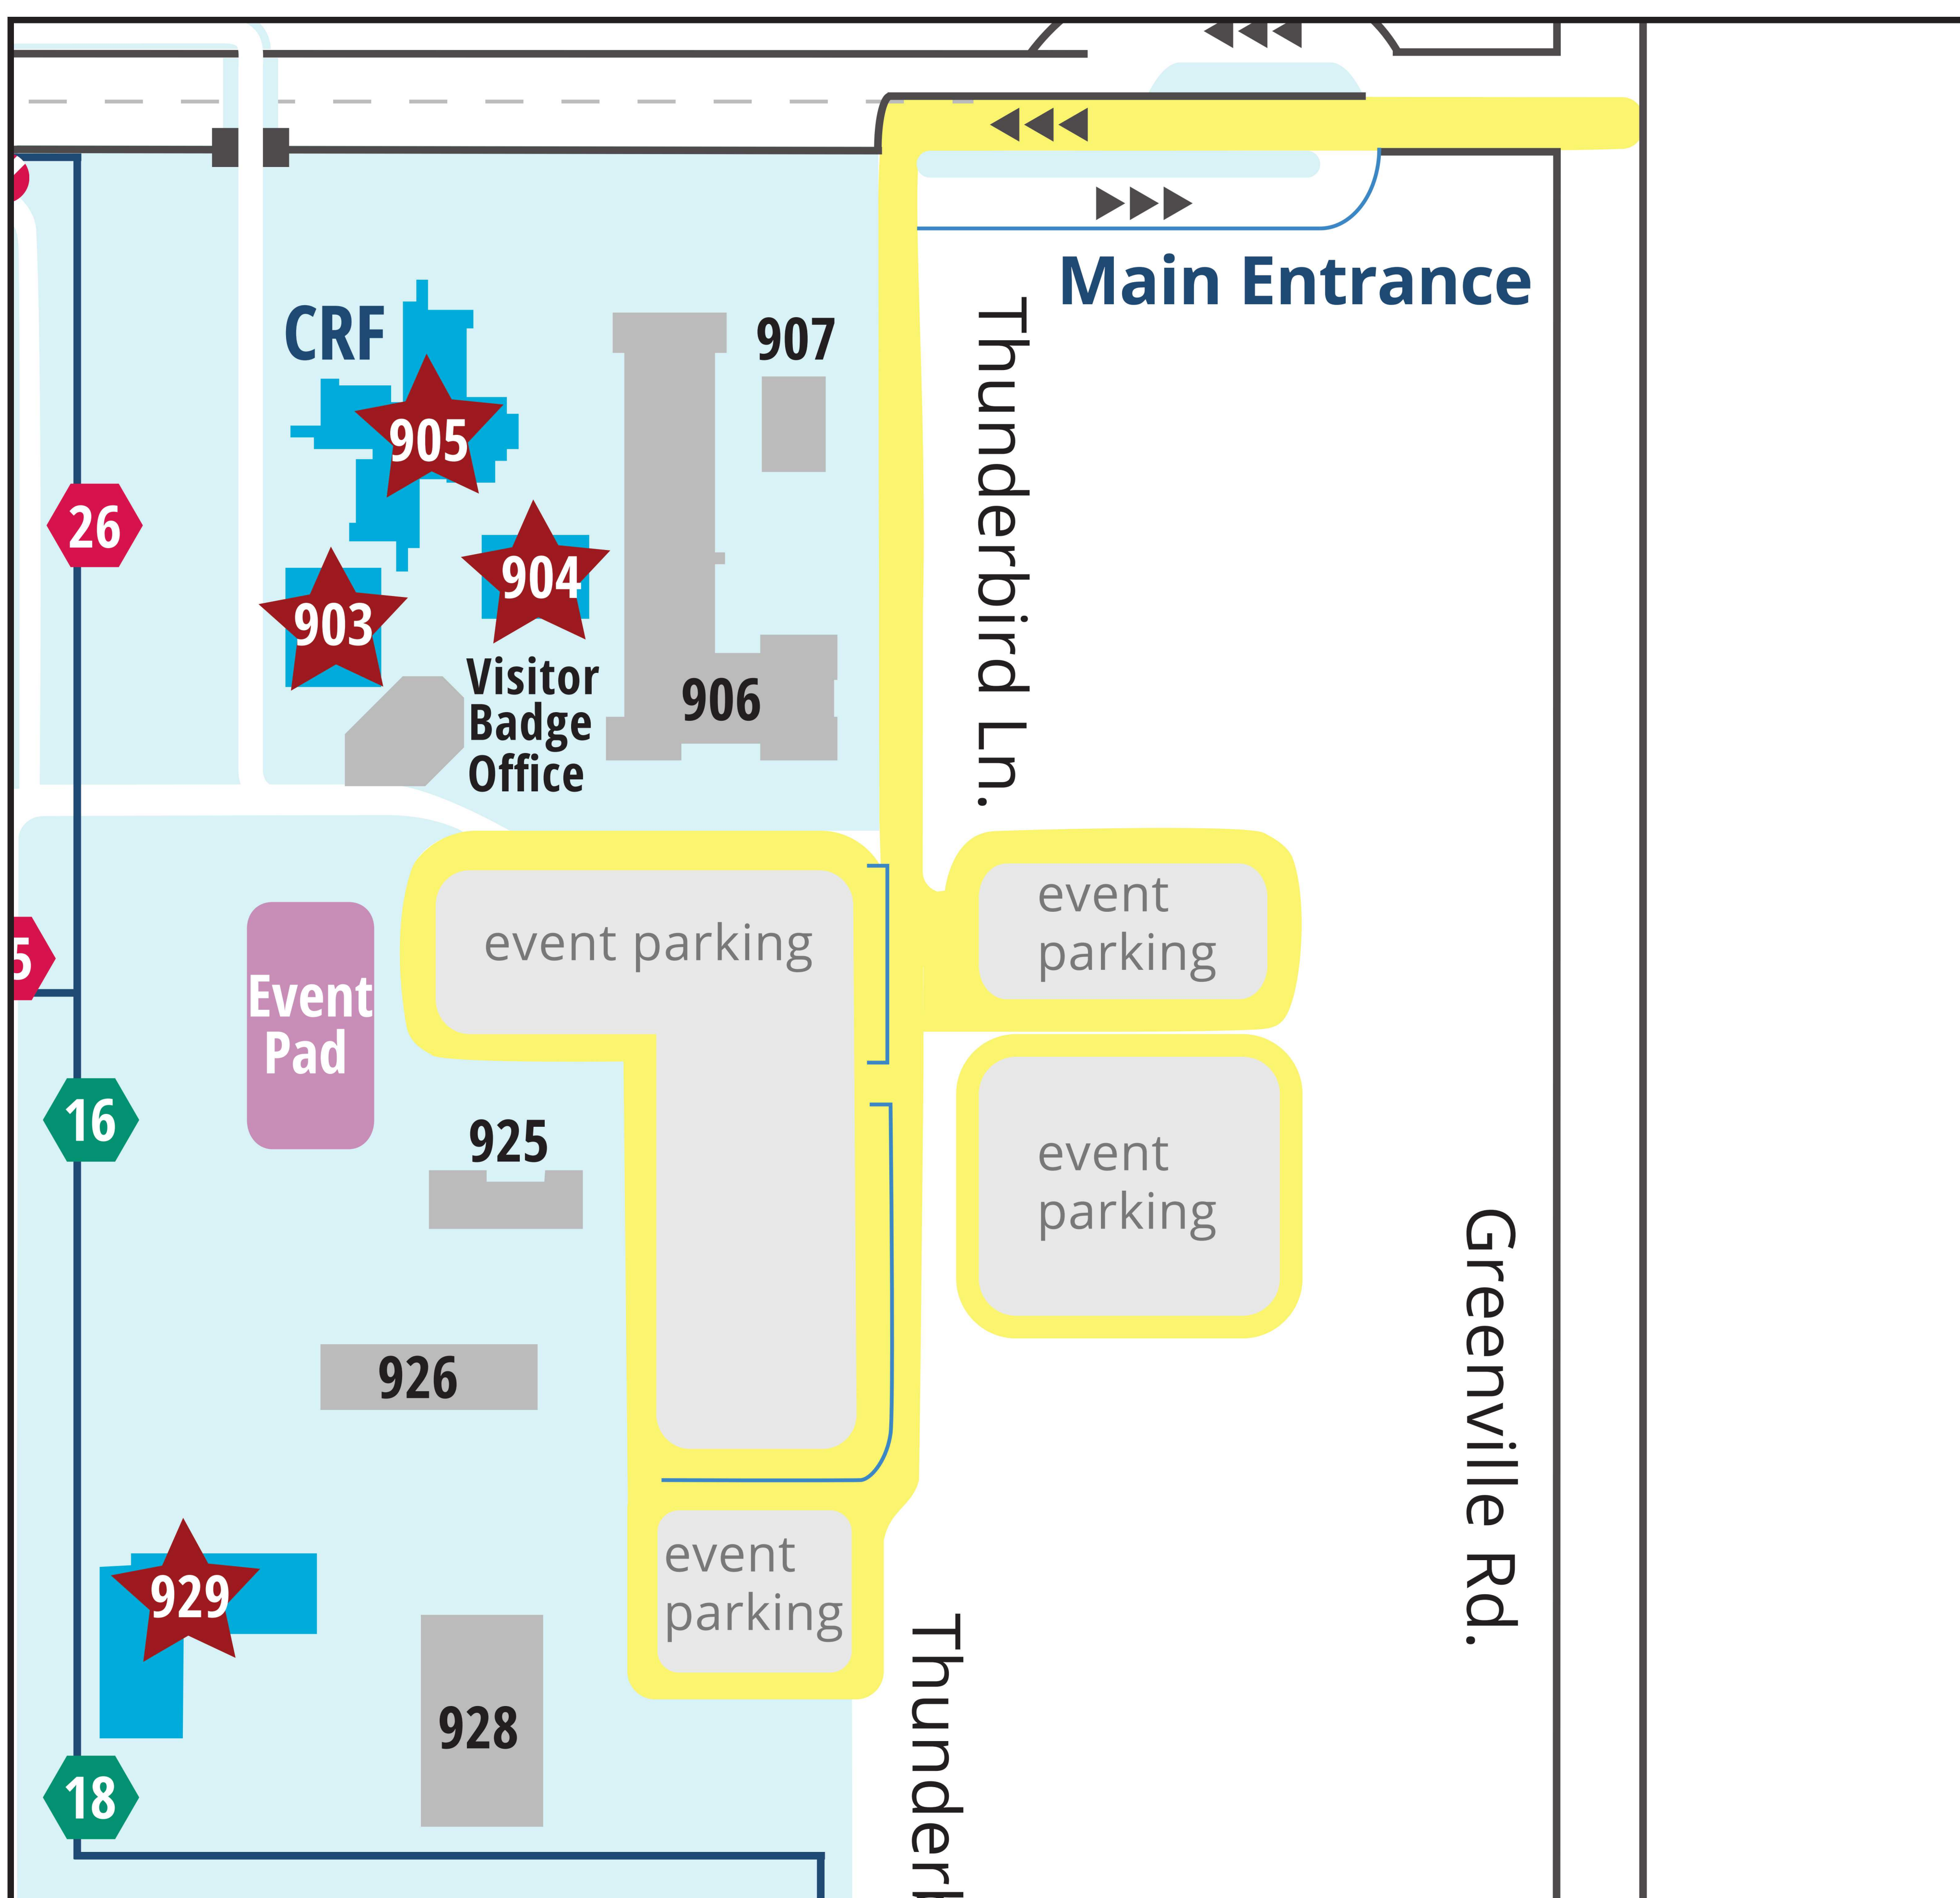 Main Entrance
CRF
907
905
Thunderbird Ln.
26
904
903
Visitor
Badge
Office
906
event parking
event
parking
5
Event
Pad
16
925
event
parking
Greenville Rd.
926
event
parking
929
928
18